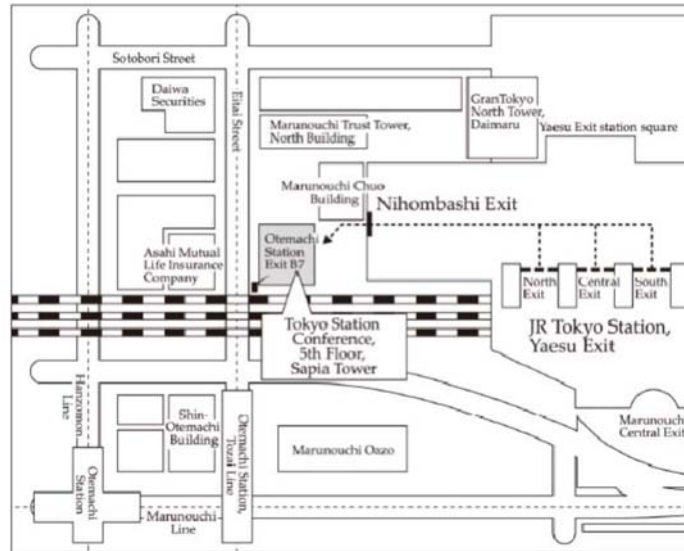 Sotobori Street
Daiwa
Securities
Eitai Street
Marunouchi Trust Tower,
North Building
GranTokyo
North Tower,
Daimaru
Yaesu Exit station square
Marunouchi Chuo
Building
Nihombashi Exit
Otemachi
Station
Exit B7
Asahi Mutual
Life Insurance
Company
North
Exit
Central
Exit
South
Exit
JR Tokyo Station,
Yaesu Exit
Tokyo Station
Conference,
5th Floor,
Sapia Tower
Hanzomon
Line
Shin-
Otemachi
Building
Otemachi Station,
Tozai Line
Marunouchi Oazo
Marunouchi
Central Exit
Otemachi
Station
Marunouchi
Line